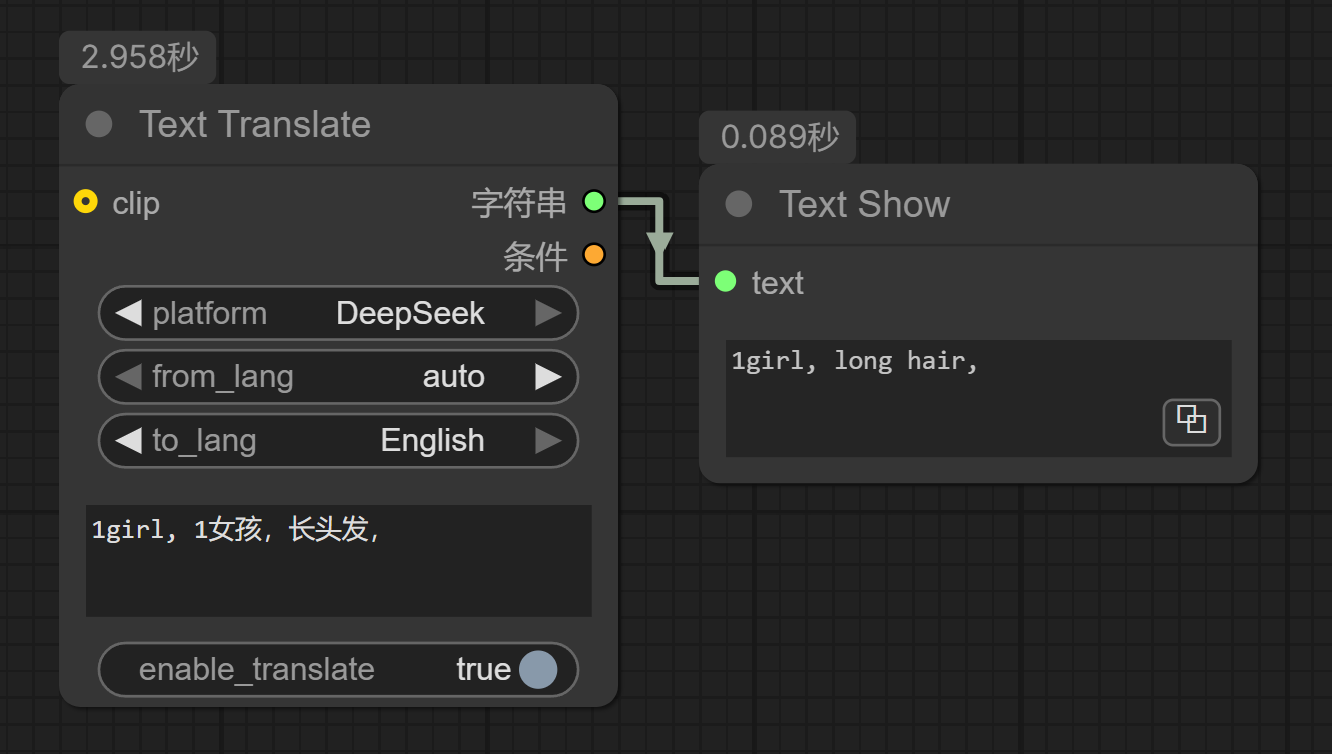 2.958秒
Text Translate
clip
字符串
条件
platform DeepSeek
from_lang auto
to_lang English
1girl, 1女孩，长头发，
enable_translate true
0.089秒
Text Show
text
1girl, long hair,